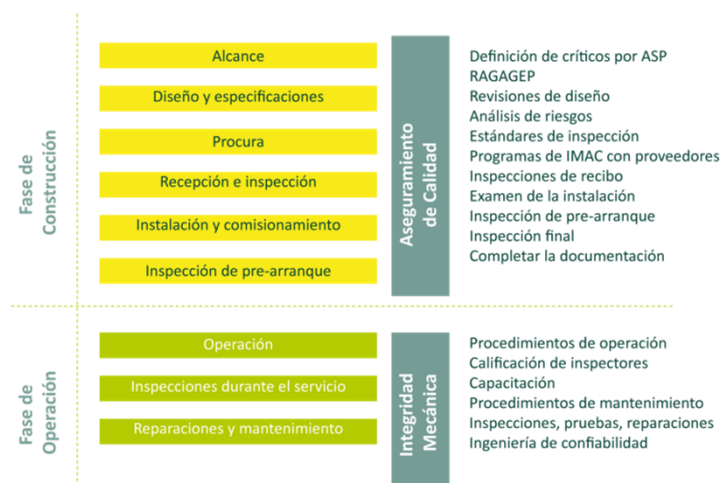 Fase de
Construcción
Alcance
Diseño y especificaciones
Procura
Recepción e inspección
Instalación y comisionamiento
Inspección de pre-arranque
Aseguramiento
de Calidad
Definición de críticos por ASP
RAGAGEP
Revisiones de diseño
Análisis de riesgos
Estándares de inspección
Programas de IMAC con proveedores
Inspecciones de recibo
Examen de la instalación
Inspección de pre-arranque
Inspección final
Completar la documentación
Fase de
Operación
Operación
Inspecciones durante el servicio
Reparaciones y mantenimiento
Integridad
Mecánica
Procedimientos de operación
Calificación de inspectores
Capacitación
Procedimientos de mantenimiento
Inspecciones, pruebas, reparaciones
Ingeniería de confiabilidad